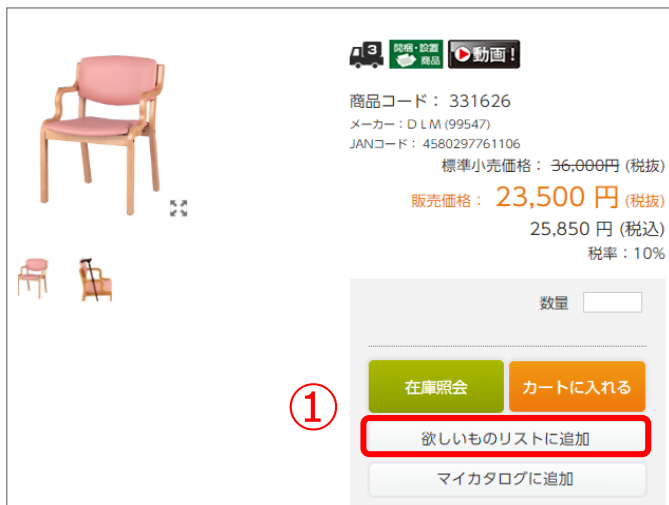 3 開梱・設置商品 動画！
商品コード： 331626
メーカー：ＤＬＭ (99547)
JANコード： 4580297761106
標準小売価格： 36,000円 (税抜)
販売価格： 23,500 円 (税抜)
25,850 円 (税込)
税率：10%
数量
在庫照会 カートに入れる
①
欲しいものリストに追加
マイカタログに追加